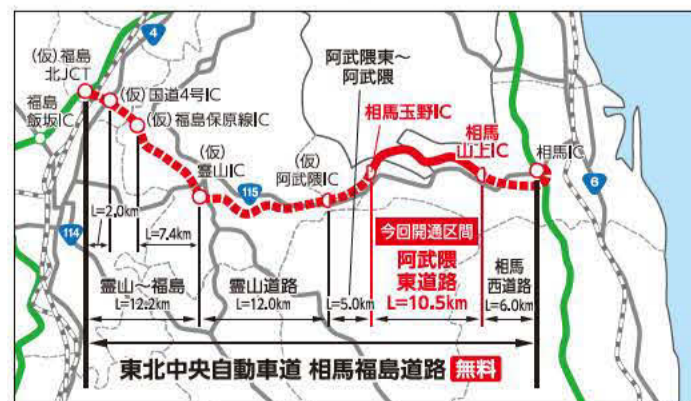 4
(仮)福島
北JCT
福島
飯坂IC
(仮)国道4号IC
(仮)福島保原線IC
(仮)
霊山IC
115
(仮)
阿武隈IC
阿武隈東~
阿武隈
相馬玉野IC
相馬
山上IC
相馬IC
6
114
L=2.0km
L=7.4km
霊山~福島
L=12.2km
霊山道路
L=12.0km
L=5.0km
今回開通区間
阿武隈
東道路
L=10.5km
相馬
西道路
L=6.0km
東北中央自動車道 相馬福島道路 無料